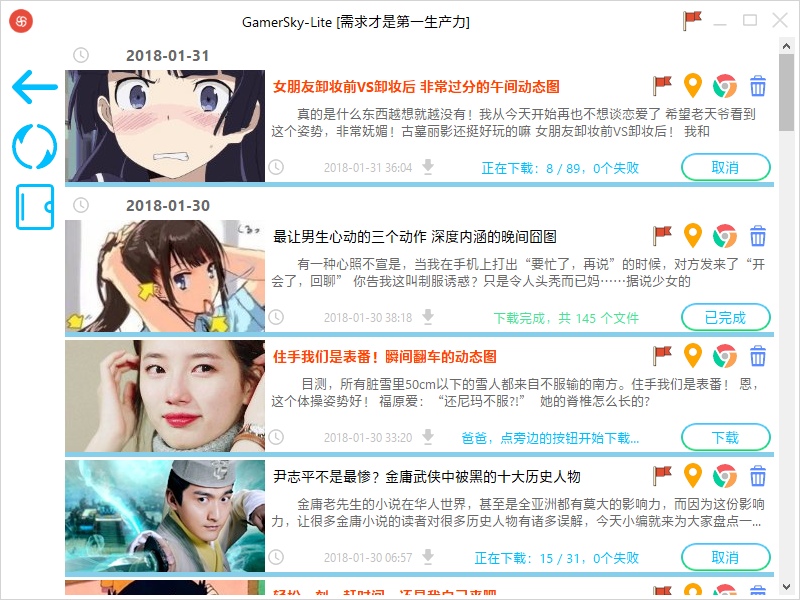 GamerSky-Lite [需求才是第一生产力]
2018-01-31
女朋友卸妆前VS卸妆后 非常过分的午间动态图
真的是什么东西越想就越没有！我从今天开始再也不想谈恋爱了 希望老天爷看到
这个姿势，非常妩媚！古墓丽影还挺好玩的嘛 女朋友卸妆前VS卸妆后！ 我和
2018-01-31 36:04
正在下载：8 / 89，0个失败
取消
2018-01-30
最让男生心动的三个动作 深度内涵的晚间囧图
有一种心照不宣是，当我在手机上打出“要忙了，再说”的时候，对方发来了“开
会了，回聊” 你告我这叫制服诱惑？只是令人头秃而已妈……据说少女的
2018-01-30 38:18
下载完成，共 145 个文件
已完成
住手我们是表番！瞬间翻车的动态图
目测，所有脏雪里50cm以下的雪人都来自不服输的南方。住手我们是表番！ 恩，
这个体操姿势好！ 福原爱：“还尼玛不服?!” 她的脊椎怎么长的?
2018-01-30 33:20
爸爸，点旁边的按钮开始下载...
下载
尹志平不是最惨？金庸武侠中被黑的十大历史人物
金庸老先生的小说在华人世界，甚至是全亚洲都有莫大的影响力，而因为这份影响
力，让很多金庸小说的读者对很多历史人物有诸多误解，今天小编就来为大家盘点一...
2018-01-30 06:57
正在下载：15 / 31，0个失败
取消